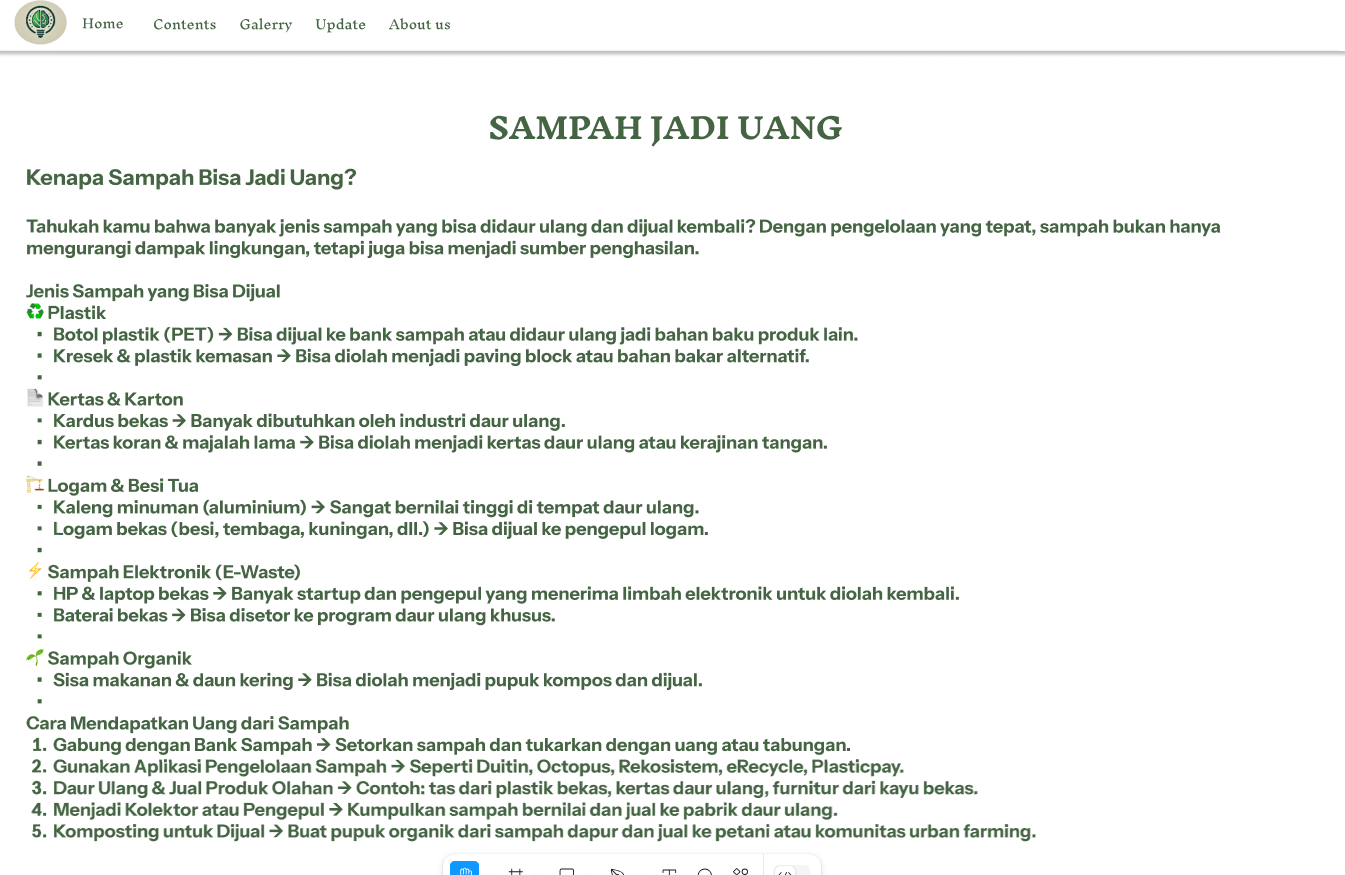 Home Contents Galerry Update About us
SAMPAH JADI UANG
Kenapa Sampah Bisa Jadi Uang?
Tahukah kamu bahwa banyak jenis sampah yang bisa didaur ulang dan dijual kembali? Dengan pengelolaan yang tepat, sampah bukan hanya
mengurangi dampak lingkungan, tetapi juga bisa menjadi sumber penghasilan.
Jenis Sampah yang Bisa Dijual
♻️ Plastik
▪ Botol plastik (PET) → Bisa dijual ke bank sampah atau didaur ulang jadi bahan baku produk lain.
▪ Kresek & plastik kemasan → Bisa diolah menjadi paving block atau bahan bakar alternatif.
▪
📄 Kertas & Karton
▪ Kardus bekas → Banyak dibutuhkan oleh industri daur ulang.
▪ Kertas koran & majalah lama → Bisa diolah menjadi kertas daur ulang atau kerajinan tangan.
▪
🏗️ Logam & Besi Tua
▪ Kaleng minuman (aluminium) → Sangat bernilai tinggi di tempat daur ulang.
▪ Logam bekas (besi, tembaga, kuningan, dll.) → Bisa dijual ke pengepul logam.
▪
⚡ Sampah Elektronik (E-Waste)
▪ HP & laptop bekas → Banyak startup dan pengepul yang menerima limbah elektronik untuk diolah kembali.
▪ Baterai bekas → Bisa disetor ke program daur ulang khusus.
▪
🌱 Sampah Organik
▪ Sisa makanan & daun kering → Bisa diolah menjadi pupuk kompos dan dijual.
▪
Cara Mendapatkan Uang dari Sampah
1. Gabung dengan Bank Sampah → Setorkan sampah dan tukarkan dengan uang atau tabungan.
2. Gunakan Aplikasi Pengelolaan Sampah → Seperti Duitin, Octopus, Rekosistem, eRecycle, Plasticpay.
3. Daur Ulang & Jual Produk Olahan → Contoh: tas dari plastik bekas, kertas daur ulang, furnitur dari kayu bekas.
4. Menjadi Kolektor atau Pengepul → Kumpulkan sampah bernilai dan jual ke pabrik daur ulang.
5. Komposting untuk Dijual → Buat pupuk organik dari sampah dapur dan jual ke petani atau komunitas urban farming.